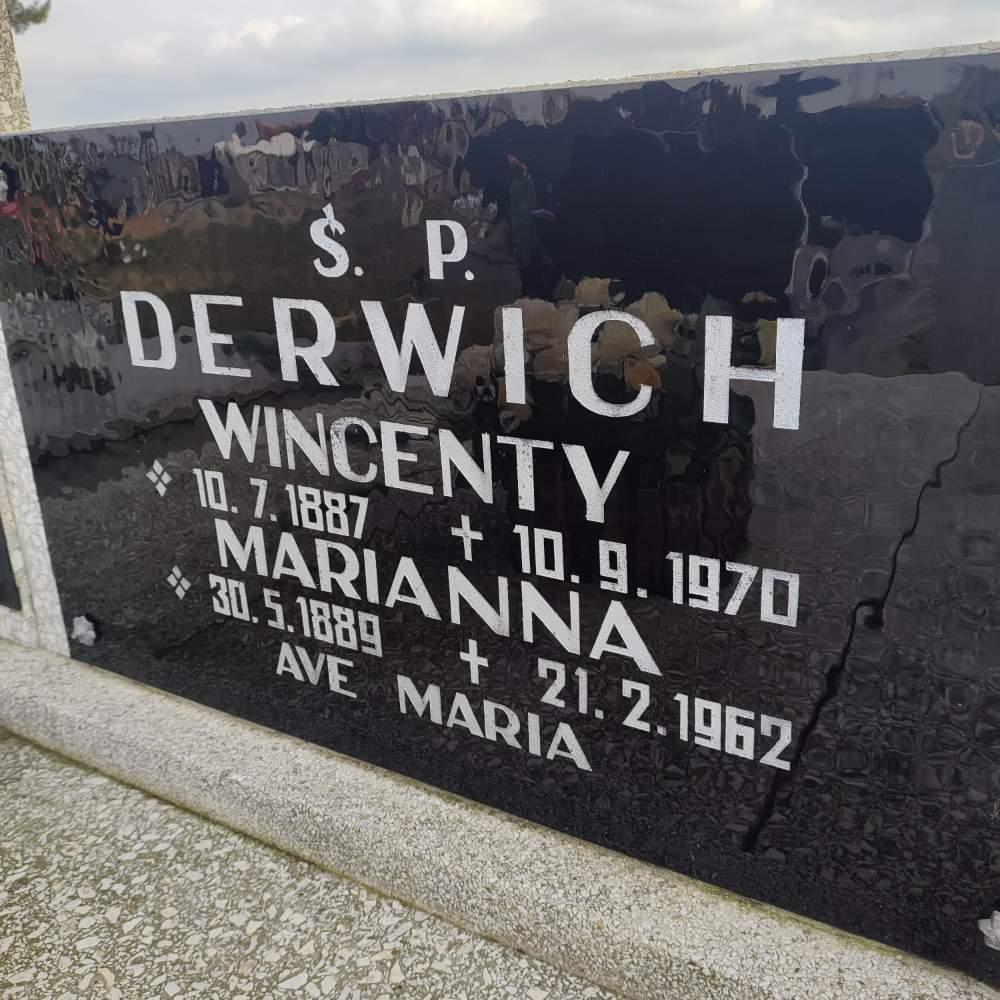 Ś. P.
DERWICH
WINCENTY
10. 7. 1887 + 10. 9. 1970
MARIANNA
30. 5. 1889 + 21. 2. 1962
AVE MARIA